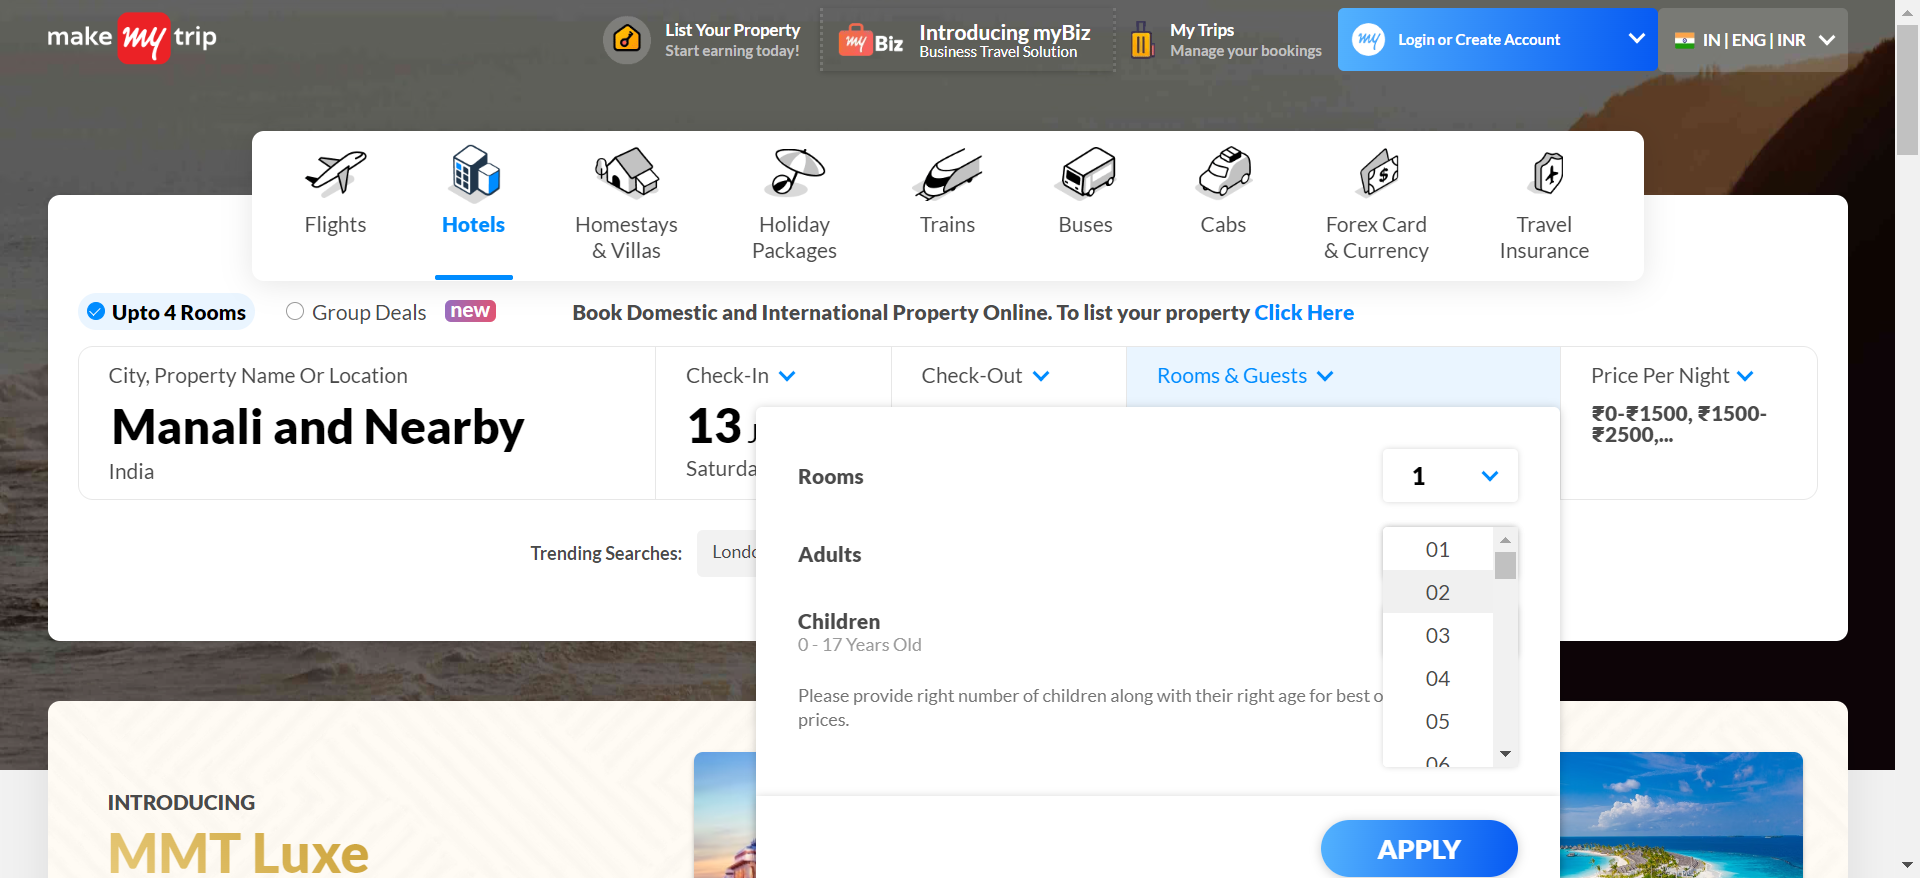 make my trip
List Your Property
Start earning today!
my Biz
Introducing myBiz
Business Travel Solution
My Trips
Manage your bookings
my
Login or Create Account
IN | ENG | INR
Flights
Hotels
Homestays
& Villas
Holiday
Packages
Trains
Buses
Cabs
Forex Card
& Currency
Travel
Insurance
Upto 4 Rooms
Group Deals
new
Book Domestic and International Property Online. To list your property Click Here
City, Property Name Or Location
Manali and Nearby
India
Check-In
13
Check-Out
Rooms & Guests
Price Per Night
₹0-₹1500, ₹1500-
₹2500,...
Rooms
1
Adults
01
02
03
04
05
06
Children
0 - 17 Years Old
Please provide right number of children along with their right age for best
prices.
APPLY
Trending Searches:
INTRODUCING
MMT Luxe